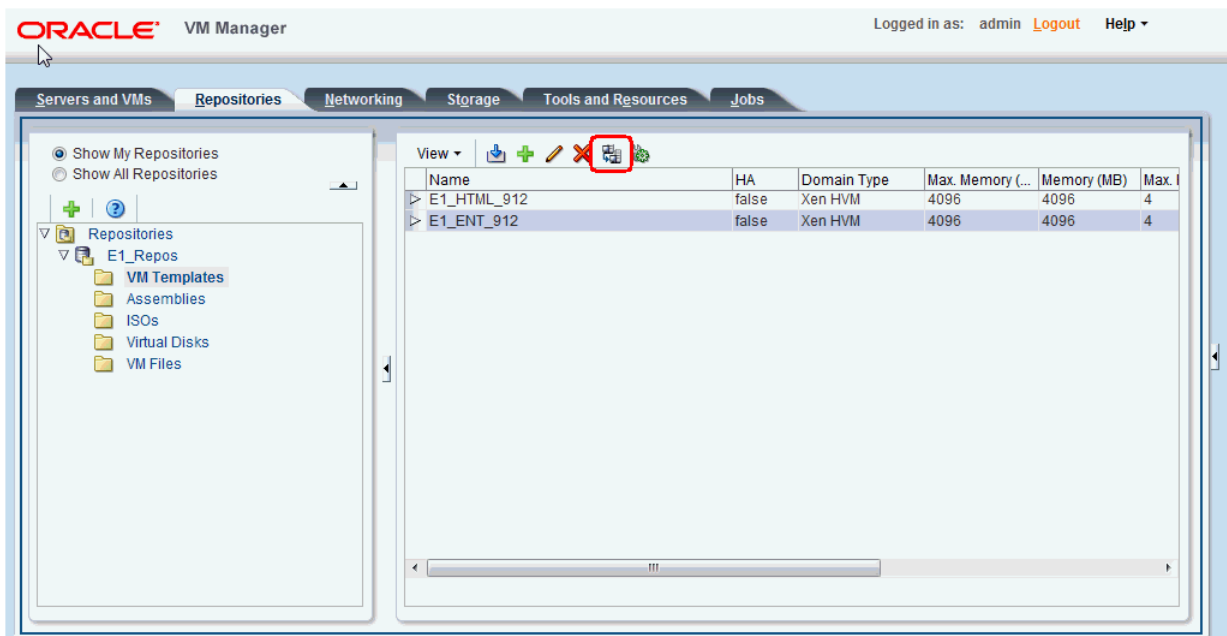 ORACLE VM Manager Logged in as: admin Logout Help
Servers and VMs Repositories Networking Storage Tools and Resources Jobs
Show My Repositories
Show All Repositories
Repositories
E1_Repos
VM Templates
Assemblies
ISOs
Virtual Disks
VM Files
View
Name HA Domain Type Max. Memory (... Memory (MB) Max.
E1_HTML_912 false Xen HVM 4096 4096 4
E1_ENT_912 false Xen HVM 4096 4096 4